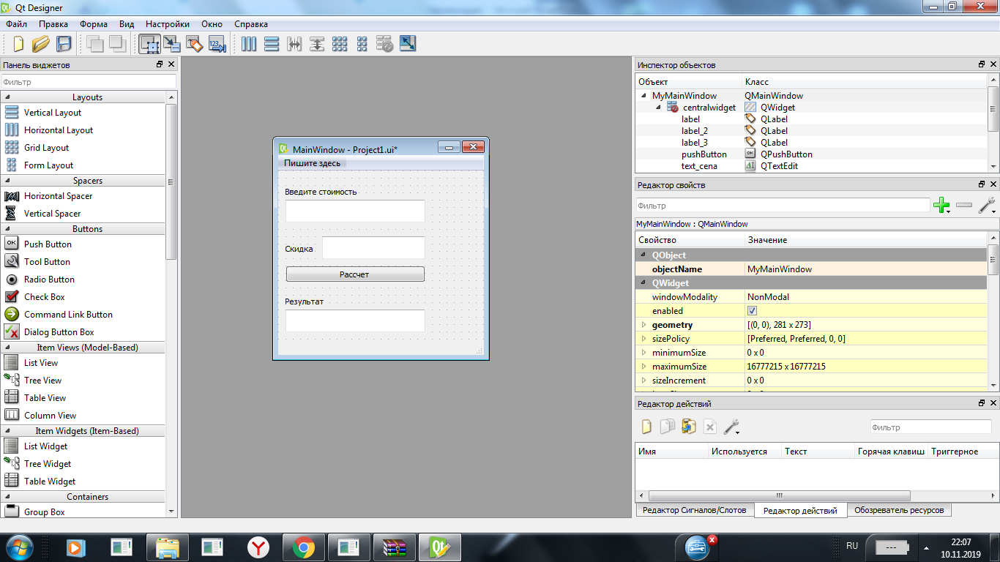 Qt Designer
Файл Правка Форма Вид Настройки Окно Справка
Панель виджетов
Фильтр
Layouts
Vertical Layout
Horizontal Layout
Grid Layout
Form Layout
Spacers
Horizontal Spacer
Vertical Spacer
Buttons
OK Push Button
Tool Button
Radio Button
Check Box
Command Link Button
Dialog Button Box
Item Views (Model-Based)
List View
Tree View
Table View
Column View
Item Widgets (Item-Based)
List Widget
Tree Widget
Table Widget
Containers
Group Box
MainWindow - Project1.ui*
Пишите здесь
Введите стоимость
Скидка
Рассчет
Результат
Инспектор объектов
Объект Класс
MyMainWindow QMainWindow
centralwidget QWidget
label QLabel
label_2 QLabel
label_3 QLabel
pushButton OK QPushButton
text_cena AI QTextEdit
Редактор свойств
Фильтр
MyMainWindow : QMainWindow
Свойство Значение
QObject
objectName MyMainWindow
QWidget
windowModality NonModal
enabled
geometry [(0, 0), 281 x 273]
sizePolicy [Preferred, Preferred, 0, 0]
minimumSize 0 x 0
maximumSize 16777215 x 16777215
sizeIncrement 0 x 0
Редактор действий
Фильтр
Имя Используется Текст Горячая клавиш Триггерное
Редактор Сигналов/Слотов Редактор действий Обозреватель ресурсов
RU
22:07
10.11.2019